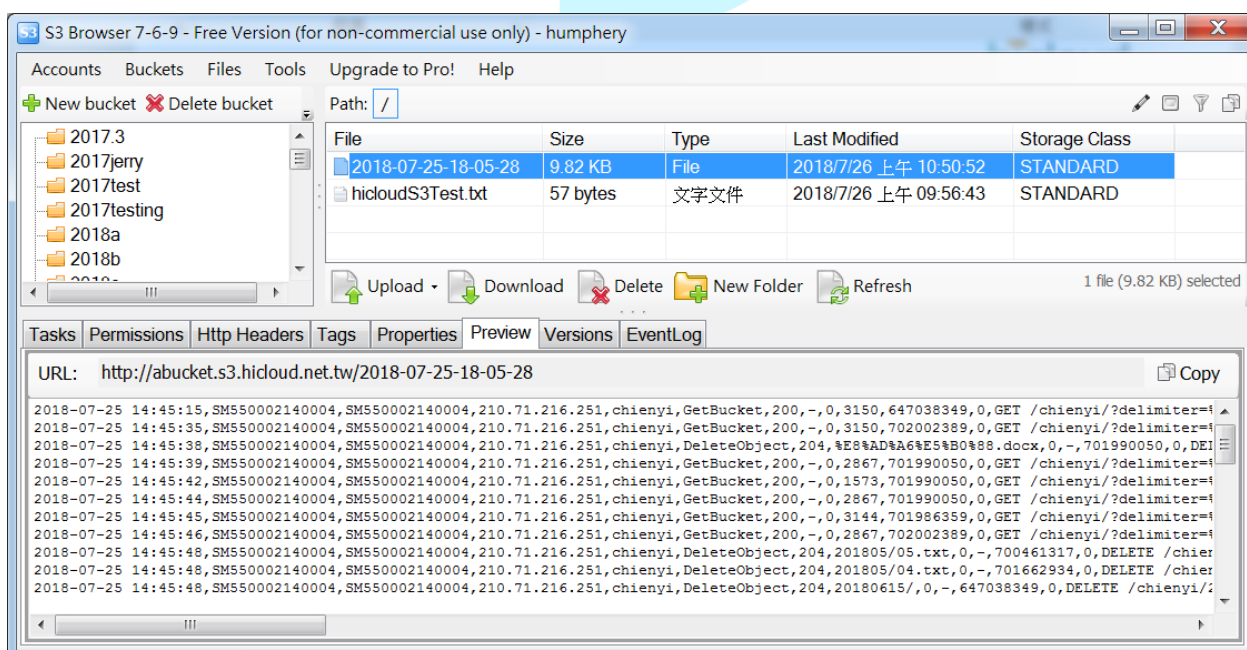 S3 Browser 7-6-9 - Free Version (for non-commercial use only) - humphery
Accounts Buckets Files Tools Upgrade to Pro! Help
New bucket Delete bucket Path: /
2017.3
2017jerry
2017test
2017testing
2018a
2018b
File Size Type Last Modified Storage Class
2018-07-25-18-05-28 9.82 KB File 2018/7/26 上午 10:50:52 STANDARD
hicloudS3Test.txt 57 bytes 文字文件 2018/7/26 上午 09:56:43 STANDARD
Upload Download Delete New Folder Refresh 1 file (9.82 KB) selected
Tasks Permissions Http Headers Tags Properties Preview Versions EventLog
URL: http://abucket.s3.hicloud.net.tw/2018-07-25-18-05-28 Copy
2018-07-25 14:45:15,SM550002140004,SM550002140004,210.71.216.251,chienyi,GetBucket,200,-,0,3150,647038349,0,GET /chienyi/?delimiter=
2018-07-25 14:45:35,SM550002140004,SM550002140004,210.71.216.251,chienyi,GetBucket,200,-,0,3150,702002389,0,GET /chienyi/?delimiter=
2018-07-25 14:45:38,SM550002140004,SM550002140004,210.71.216.251,chienyi,DeleteObject,204,%E8%AD%A6%E5%B0%88.docx,0,-,701990050,0,DEL
2018-07-25 14:45:39,SM550002140004,SM550002140004,210.71.216.251,chienyi,GetBucket,200,-,0,2867,701990050,0,GET /chienyi/?delimiter=
2018-07-25 14:45:42,SM550002140004,SM550002140004,210.71.216.251,chienyi,GetBucket,200,-,0,1573,701990050,0,GET /chienyi/?delimiter=
2018-07-25 14:45:44,SM550002140004,SM550002140004,210.71.216.251,chienyi,GetBucket,200,-,0,2867,701990050,0,GET /chienyi/?delimiter=
2018-07-25 14:45:45,SM550002140004,SM550002140004,210.71.216.251,chienyi,GetBucket,200,-,0,3144,701986359,0,GET /chienyi/?delimiter=
2018-07-25 14:45:46,SM550002140004,SM550002140004,210.71.216.251,chienyi,GetBucket,200,-,0,2867,702002389,0,GET /chienyi/?delimiter=
2018-07-25 14:45:48,SM550002140004,SM550002140004,210.71.216.251,chienyi,DeleteObject,204,201805/05.txt,0,-,700461317,0,DELETE /chien
2018-07-25 14:45:48,SM550002140004,SM550002140004,210.71.216.251,chienyi,DeleteObject,204,201805/04.txt,0,-,701662934,0,DELETE /chien
2018-07-25 14:45:48,SM550002140004,SM550002140004,210.71.216.251,chienyi,DeleteObject,204,20180615/,0,-,647038349,0,DELETE /chienyi/2